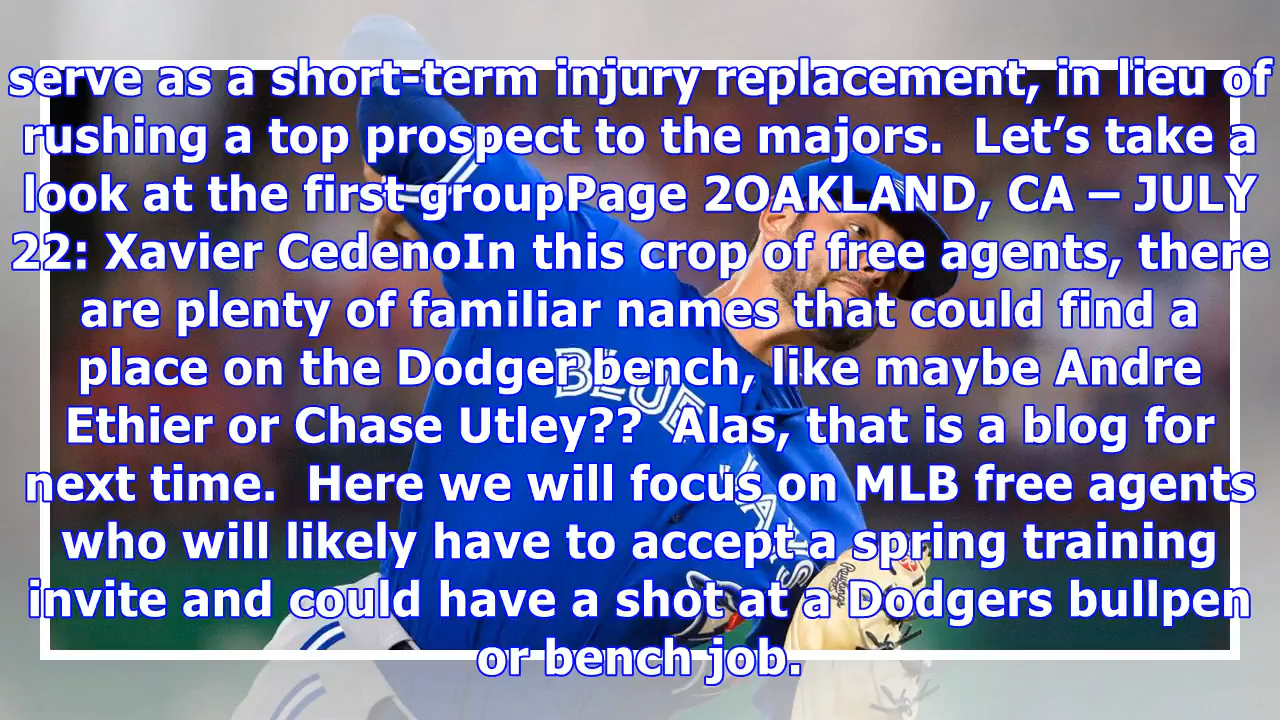 serve as a short-term injury replacement, in lieu of
rushing a top prospect to the majors.  Let’s take a
look at the first groupPage 2OAKLAND, CA – JULY
22: Xavier CedenoIn this crop of free agents, there
are plenty of familiar names that could find a
place on the Dodger bench, like maybe Andre
Ethier or Chase Utley??  Alas, that is a blog for
next time.  Here we will focus on MLB free agents
who will likely have to accept a spring training
invite and could have a shot at a Dodgers bullpen
or bench job.
BLUE